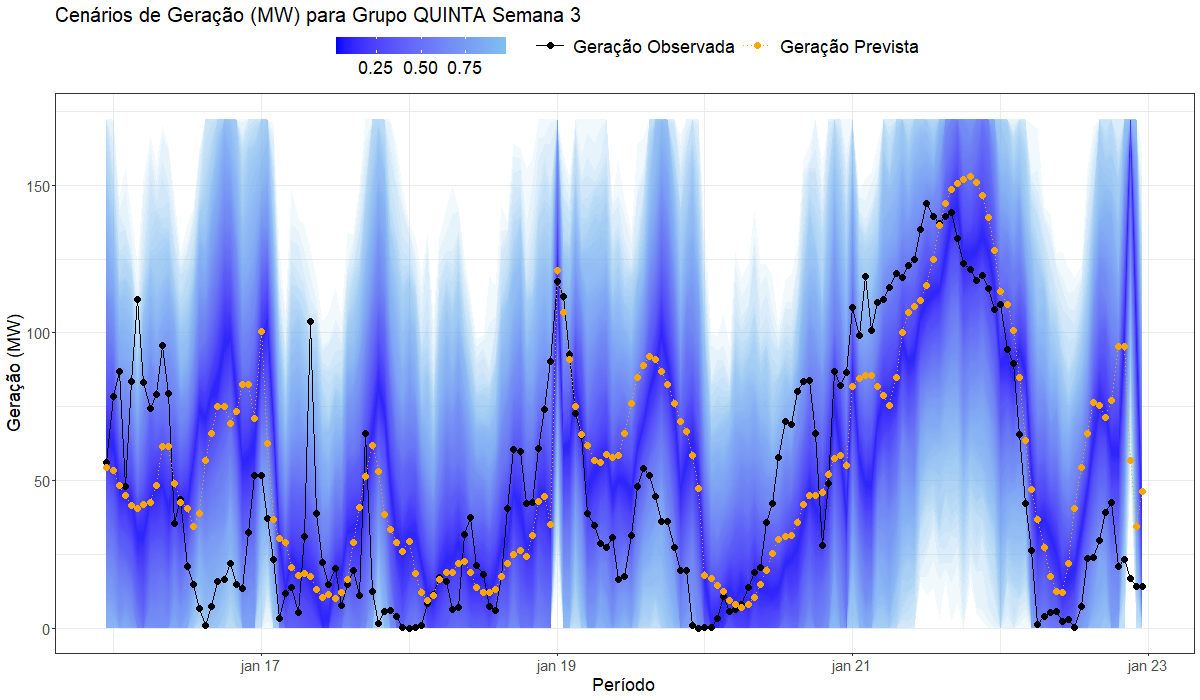 Cenários de Geração (MW) para Grupo QUINTA Semana 3
0.25 0.50 0.75
Geração Observada
Geração Prevista
Geração (MW)
150
100
50
0
jan 17
jan 19
jan 21
jan 23
Período